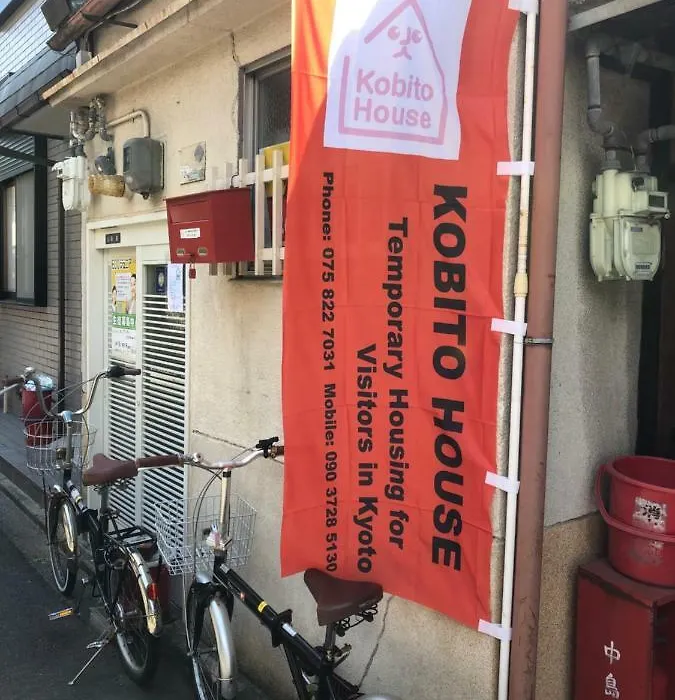 Kobito
House
KOBITO HOUSE
Temporary Housing for
Visitors in Kyoto
Phone: 075 822 7031 Mobile: 090 3728 5130
消
中島